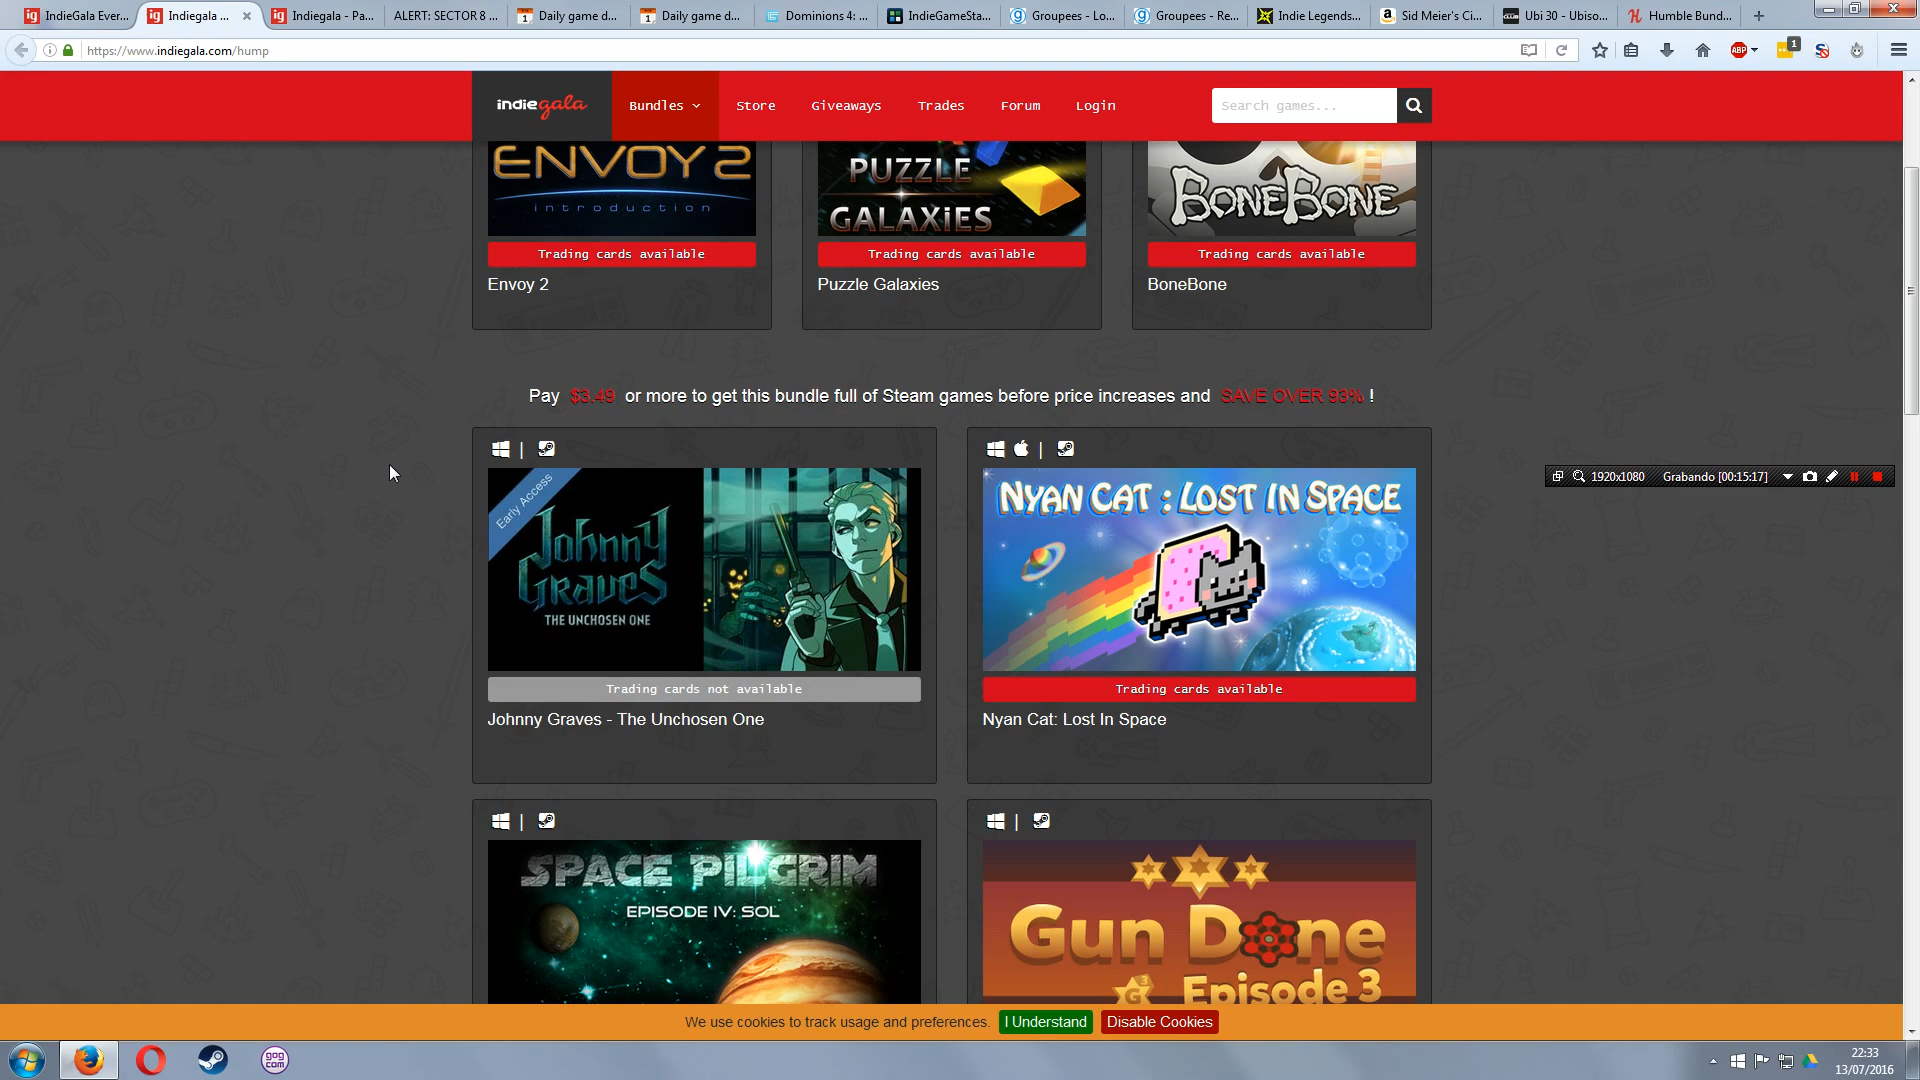 IndieGala Ever...
Indiegala ...
Indiegala - Pa...
ALERT: SECTOR 8 ...
Daily game d...
Daily game d...
Dominions 4: ...
IndieGameSta...
Groupees - Lo...
Groupees - Re...
Indie Legends...
Sid Meier's Ci...
Ubi 30 - Ubiso...
Humble Bund...
https://www.indiegala.com/hump
ABP
1
indiegala
Bundles
Store
Giveaways
Trades
Forum
Login
Search games...
ENVOY 2
introduction
PUZZLE
GALAXIES
BONEBONE
Trading cards available
Trading cards available
Trading cards available
Envoy 2
Puzzle Galaxies
BoneBone
Pay $3.49 or more to get this bundle full of Steam games before price increases and SAVE OVER 93% !
Early Access
Johnny
Graves
THE UNCHOSEN ONE
NYAN CAT : LOST IN SPACE
1920x1080 Grabando [00:15:17]
Trading cards not available
Trading cards available
Johnny Graves - The Unchosen One
Nyan Cat: Lost In Space
SPACE PILGRIM
EPISODE IV: SOL
Gun Done
Episode 3
We use cookies to track usage and preferences. I Understand Disable Cookies
gog
com
22:33
13/07/2016